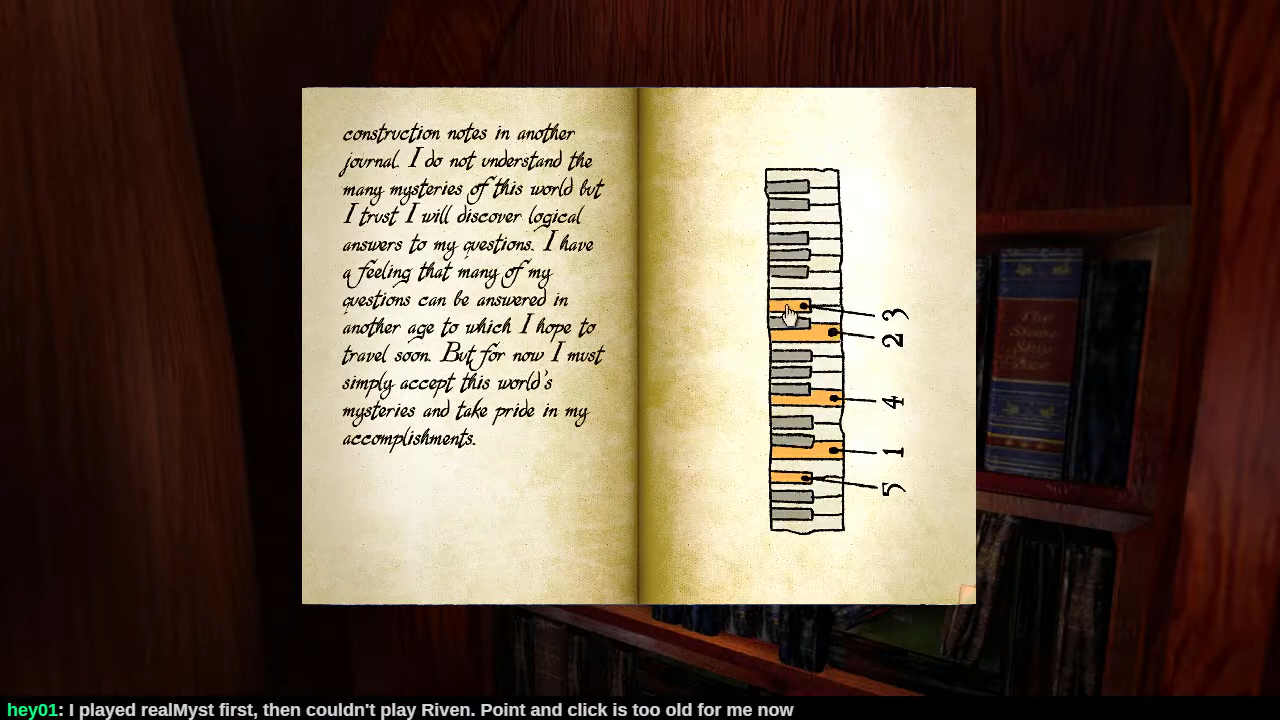 construction notes in another
journal. I do not understand the
many mysteries of this world but
I trust I will discover logical
answers to my questions. I have
a feeling that many of my
questions can be answered in
another age to which I hope to
travel soon. But for now I must
simply accept this world's
mysteries and take pride in my
accomplishments.
3
2
4
1
5
hey01: I played realMyst first, then couldn't play Riven. Point and click is too old for me now